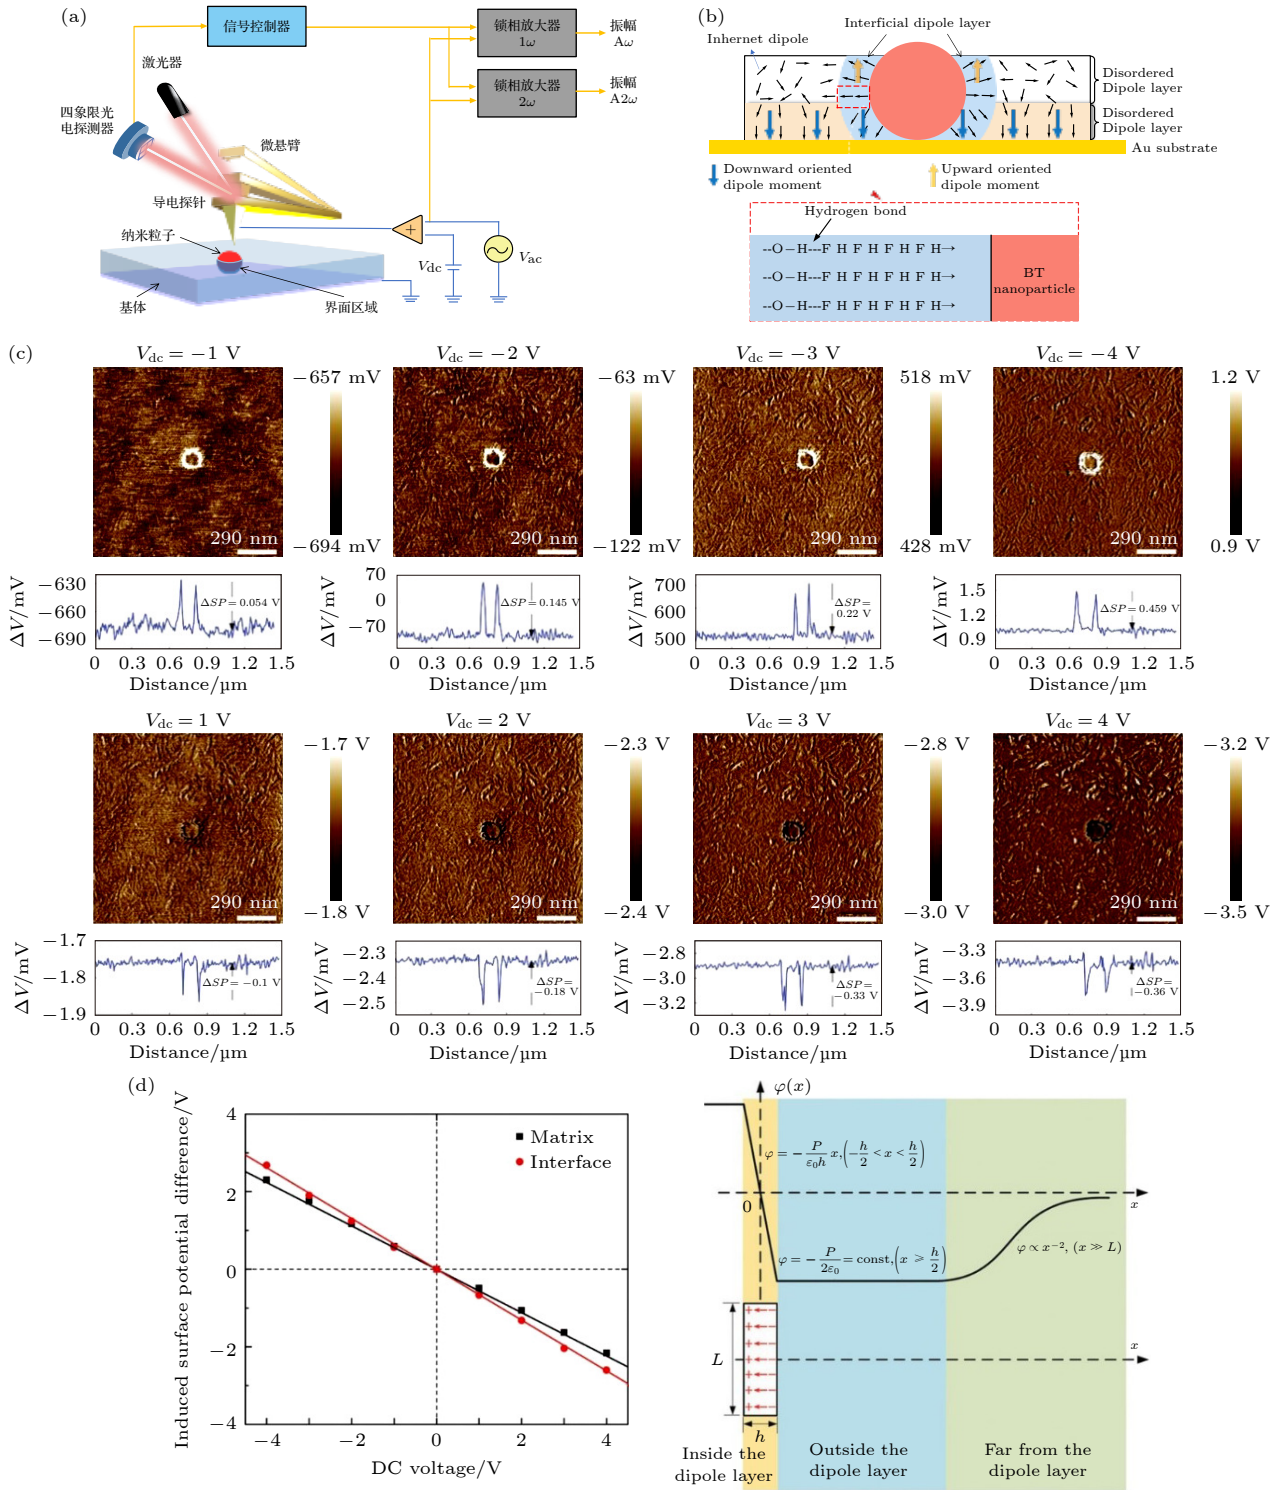 (a)
信号控制器
锁相放大器
1ω
振幅
Aω
锁相放大器
2ω
振幅
A2ω
激光器
四象限光
电探测器
微悬臂
导电探针
纳米粒子
+
Vdc
Vac
基体
界面区域
(b)
Interficial dipole layer
Inhernet dipole
Disordered
Dipole layer
Disordered
Dipole layer
Au substrate
Downward oriented
dipole moment
Upward oriented
dipole moment
Hydrogen bond
--O–H---F H F H F H F H→
--O–H---F H F H F H F H→
--O–H---F H F H F H F H→
BT
nanoparticle
(c)
Vdc = −1 V
−657 mV
−694 mV
290 nm
Vdc = −2 V
−63 mV
−122 mV
290 nm
Vdc = −3 V
518 mV
428 mV
290 nm
Vdc = −4 V
1.2 V
0.9 V
290 nm
ΔV/mV
−630
−660
−690
ΔSP = 0.054 V
0 0.3 0.6 0.9 1.2 1.5
Distance/μm
ΔV/mV
70
0
−70
ΔSP = 0.145 V
0 0.3 0.6 0.9 1.2 1.5
Distance/μm
ΔV/mV
700
600
500
ΔSP =
0.22 V
0 0.3 0.6 0.9 1.2 1.5
Distance/μm
ΔV/mV
1.5
1.2
0.9
ΔSP = 0.459 V
0 0.3 0.6 0.9 1.2 1.5
Distance/μm
Vdc = 1 V
−1.7 V
−1.8 V
290 nm
Vdc = 2 V
−2.3 V
−2.4 V
290 nm
Vdc = 3 V
−2.8 V
−3.0 V
290 nm
Vdc = 4 V
−3.2 V
−3.5 V
290 nm
ΔV/mV
−1.7
−1.8
−1.9
ΔSP = −0.1 V
0 0.3 0.6 0.9 1.2 1.5
Distance/μm
ΔV/mV
−2.3
−2.4
−2.5
ΔSP =
−0.18 V
0 0.3 0.6 0.9 1.2 1.5
Distance/μm
ΔV/mV
−2.8
−3.0
−3.2
ΔSP =
−0.33 V
0 0.3 0.6 0.9 1.2 1.5
Distance/μm
ΔV/mV
−3.3
−3.6
−3.9
ΔSP =
−0.36 V
0 0.3 0.6 0.9 1.2 1.5
Distance/μm
(d)
Induced surface potential difference/V
4
2
0
−2
−4
Matrix
Interface
−4 −2 0 2 4
DC voltage/V
φ(x)
φ = −P/(ε0h) x, (−h/2 < x < h/2)
0
x
φ = −P/(2ε0) = const, (x ⩾ h/2)
φ ∝ x⁻², (x ≫ L)
L
x
h
Inside the
dipole layer
Outside the
dipole layer
Far from the
dipole layer